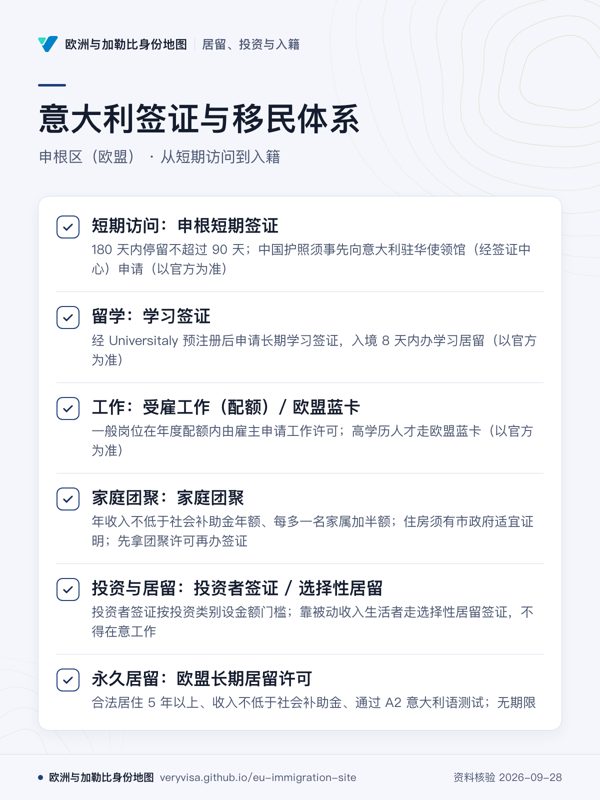 欧洲与加勒比身份地图 居留、投资与入籍
意大利签证与移民体系
申根区（欧盟） · 从短期访问到入籍
短期访问：申根短期签证
180 天内停留不超过 90 天；中国护照须事先向意大利驻华使领馆（经签证中
心）申请（以官方为准）
留学：学习签证
经 Universitaly 预注册后申请长期学习签证，入境 8 天内办学习居留（以官方
为准）
工作：受雇工作（配额）/ 欧盟蓝卡
一般岗位在年度配额内由雇主申请工作许可；高学历人才走欧盟蓝卡（以官方
为准）
家庭团聚：家庭团聚
年收入不低于社会补助金年额、每多一名家属加半额；住房须有市政府适宜证
明；先拿团聚许可再办签证
投资与居留：投资者签证 / 选择性居留
投资者签证按投资类别设金额门槛；靠被动收入生活者走选择性居留签证，不
得在意工作
永久居留：欧盟长期居留许可
合法居住 5 年以上、收入不低于社会补助金、通过 A2 意大利语测试；无期限
欧洲与加勒比身份地图 veryvisa.github.io/eu-immigration-site 资料核验 2026-09-28